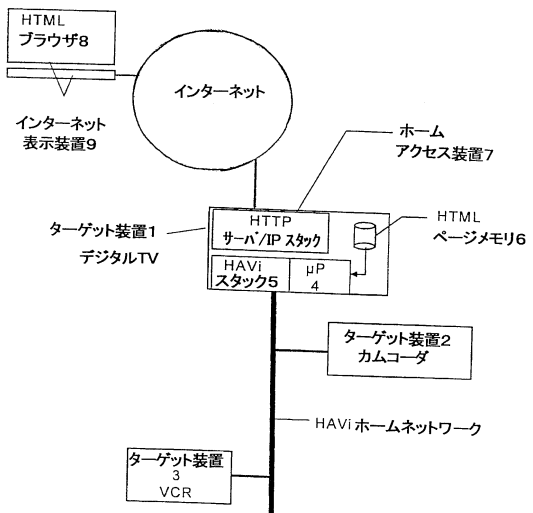 HTML
ブラウザ8
インターネット
表示装置9
インターネット
ホーム
アクセス装置7
ターゲット装置1
デジタルTV
HTTP
サーバ/IP スタック
HTML
ページメモリ6
HAVi
スタック5
μP
4
ターゲット装置2
カムコーダ
HAVi ホームネットワーク
ターゲット装置
3
VCR